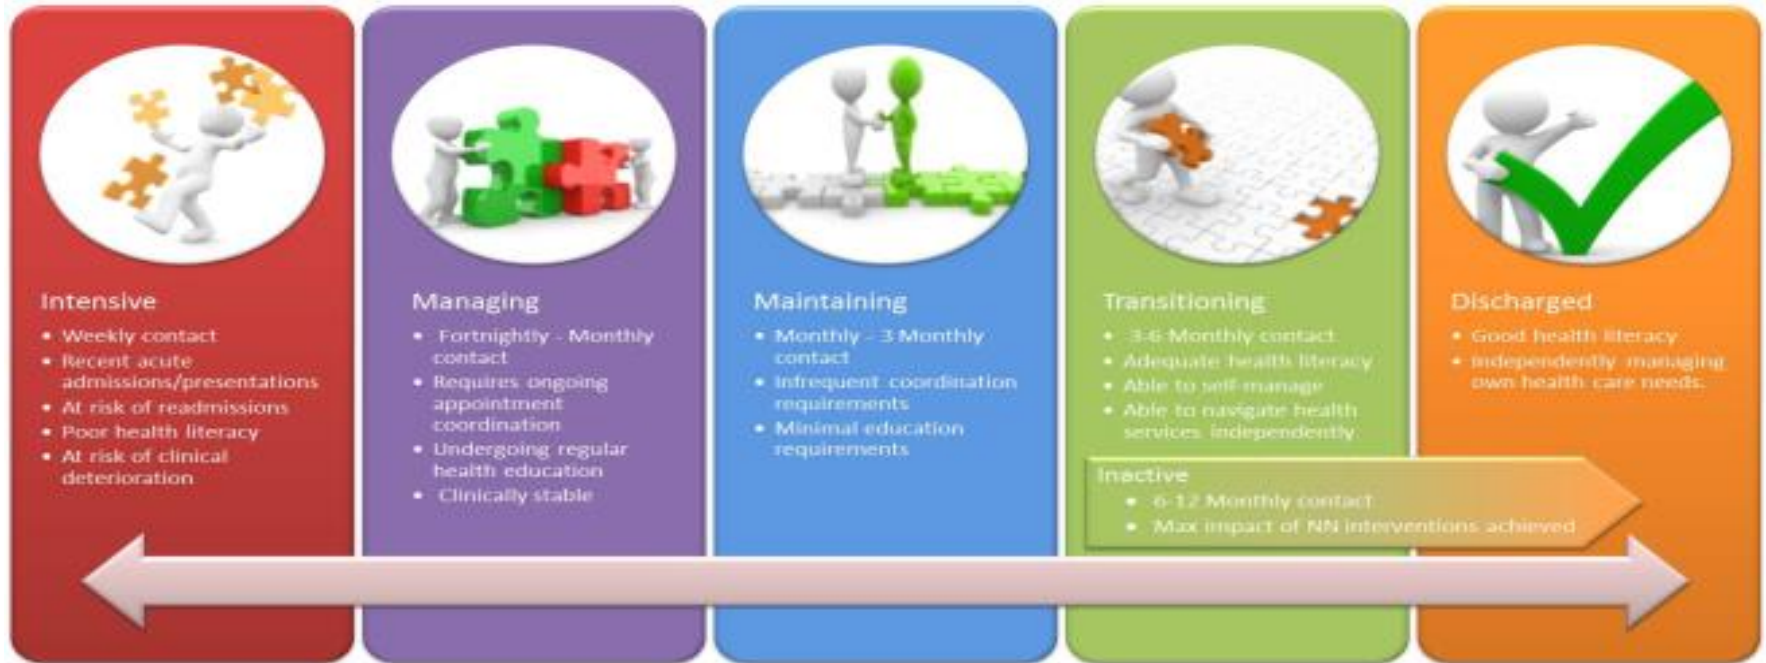 Intensive
• Weekly contact
• Recent acute
admissions/presentations
• At risk of readmissions
• Poor health literacy
• At risk of clinical
deterioration
Managing
• Fortnightly - Monthly
contact
• Requires ongoing
appointment
coordination
• Undergoing regular
health education
• Clinically stable
Maintaining
• Monthly - 3 Monthly
contact
• Infrequent coordination
requirements
• Minimal education
requirements
Transitioning
• 3-6 Monthly contact
• Adequate health literacy
• Able to self-manage
• Able to navigate health
services independently
Inactive
• 6-12 Monthly contact
• Max impact of NN interventions achieved
Discharged
• Good health literacy
• Independently managing
own health care needs.